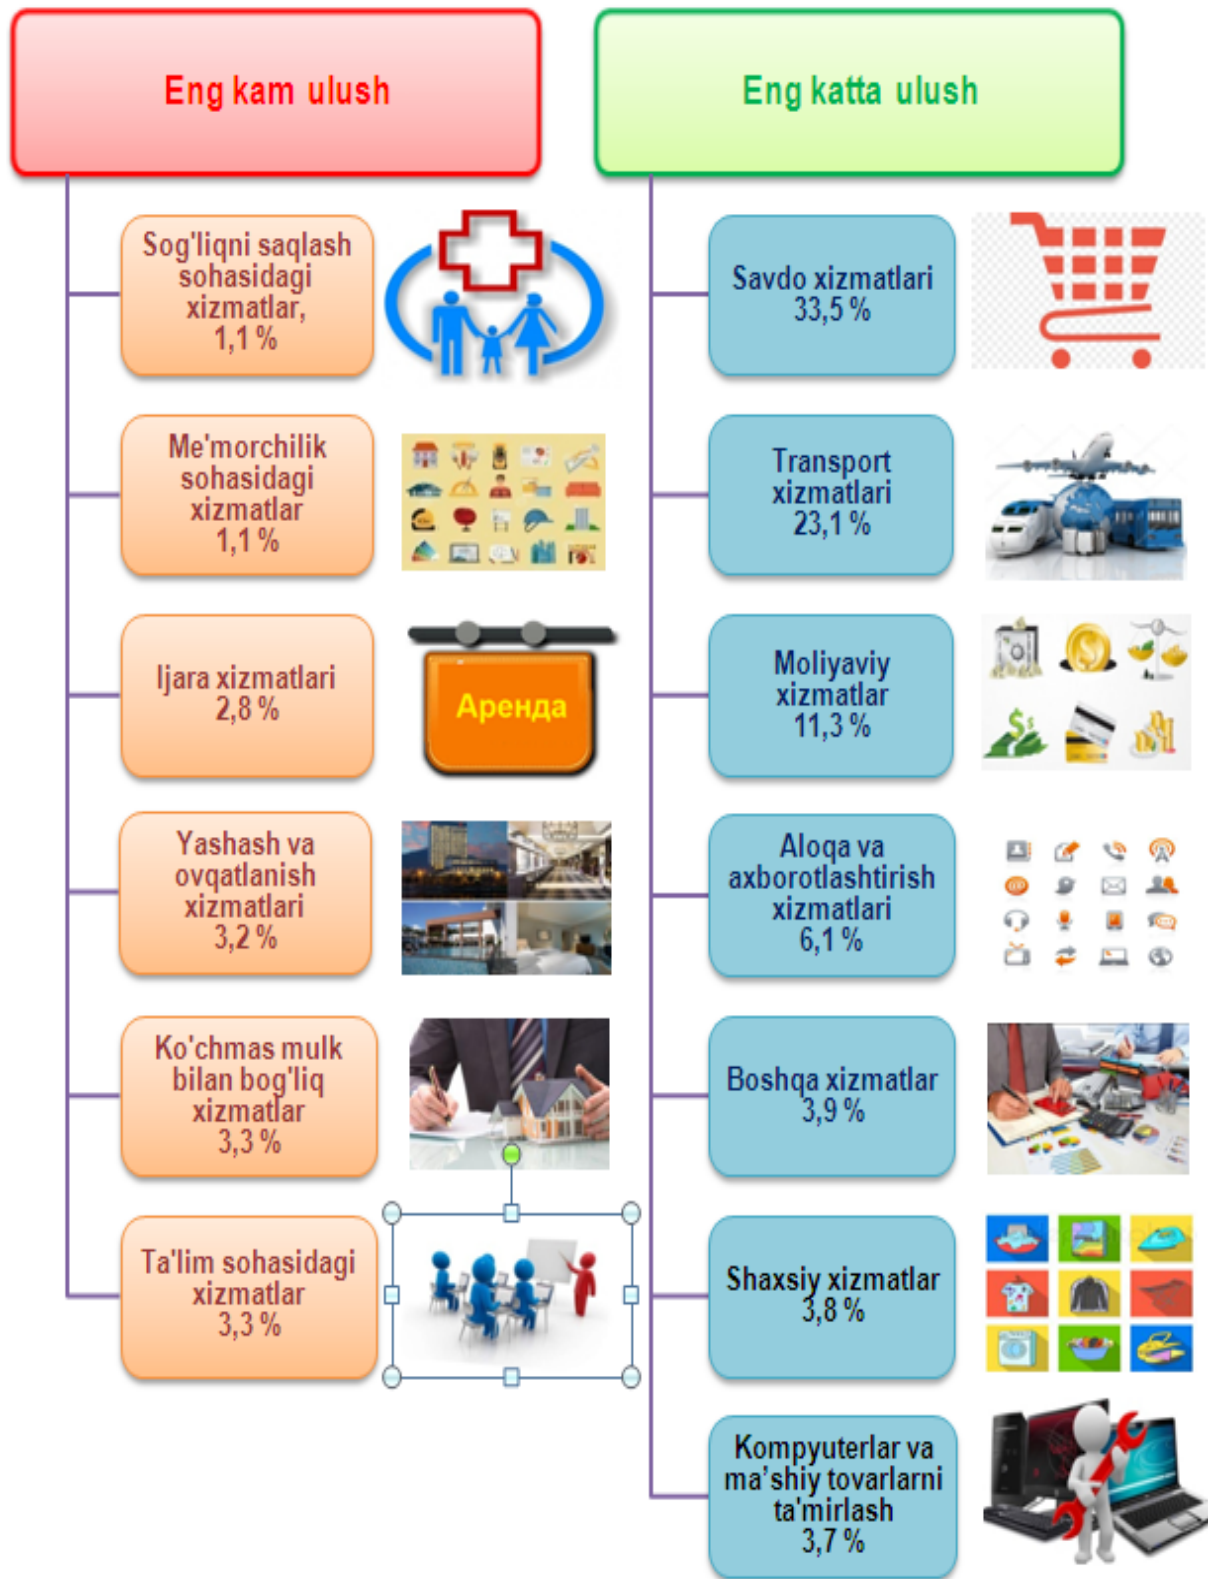 Eng kam ulush
Sog'liqni saqlash
sohasidagi
xizmatlar,
1,1 %
Me'morchilik
sohasidagi
xizmatlar
1,1 %
Ijara xizmatlari
2,8 %
Аренда
Yashash va
ovqatlanish
xizmatlari
3,2 %
Ko'chmas mulk
bilan bog'liq
xizmatlar
3,3 %
Ta'lim sohasidagi
xizmatlar
3,3 %
Eng katta ulush
Savdo xizmatlari
33,5 %
Transport
xizmatlari
23,1 %
Moliyaviy
xizmatlar
11,3 %
Aloqa va
axborotlashtirish
xizmatlari
6,1 %
Boshqa xizmatlar
3,9 %
Shaxsiy xizmatlar
3,8 %
Kompyuterlar va
ma’shiy tovarlarni
ta'mirlash
3,7 %